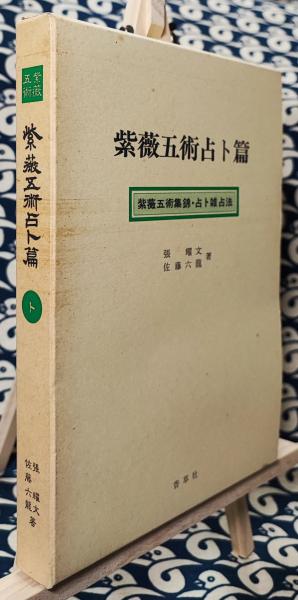 紫薇五術占卜篇
紫薇五術集錦・占卜雑占法
張 耀 文
佐藤六龍
著
香草社
紫薇
五術
紫薇五術占卜篇
卜
張 耀 文
佐藤六龍 著